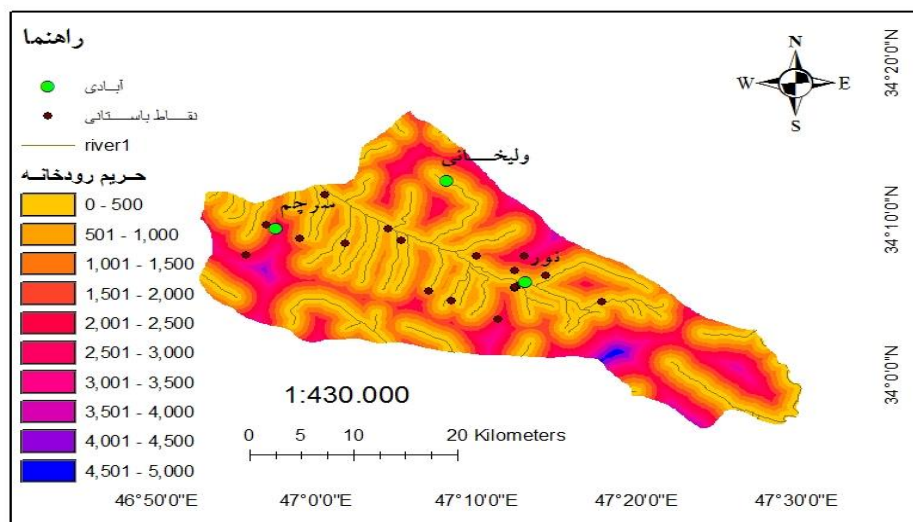 راهنما
آبادی
نقاط باستانی
river1
حریم رودخانه
0 - 500
501 - 1,000
1,001 - 1,500
1,501 - 2,000
2,001 - 2,500
2,501 - 3,000
3,001 - 3,500
3,501 - 4,000
4,001 - 4,500
4,501 - 5,000
N
W E
S
ولیخانی
سرچم
نور
1:430.000
0 5 10 20 Kilometers
46°50'0"E 47°0'0"E 47°10'0"E 47°20'0"E 47°30'0"E
34°20'0"N
34°10'0"N
34°0'0"N